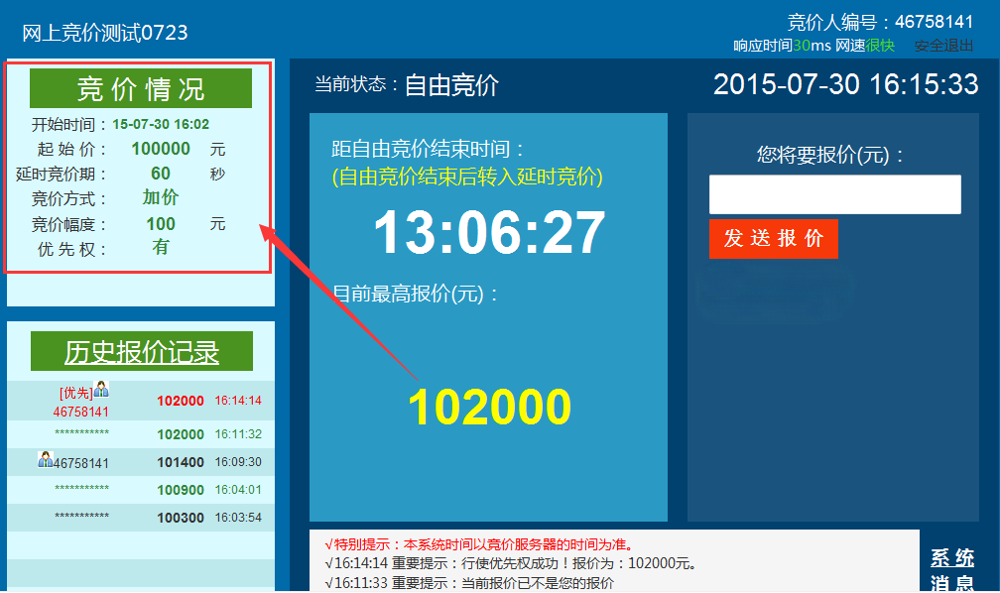 网上竞价测试0723
竞价人编号：46758141
响应时间30ms 网速很快 安全退出
竞 价 情 况
开始时间：15-07-30 16:02
起 始 价： 100000 元
延时竞价期： 60 秒
竞价方式： 加价
竞价幅度： 100 元
优 先 权： 有
历史报价记录
[优先]
46758141 102000 16:14:14
*********** 102000 16:11:32
46758141 101400 16:09:30
*********** 100900 16:04:01
*********** 100300 16:03:54
当前状态：自由竞价
2015-07-30 16:15:33
距自由竞价结束时间：
(自由竞价结束后转入延时竞价)
13:06:27
目前最高报价(元)：
102000
您将要报价(元)：
发 送 报 价
√特别提示：本系统时间以竞价服务器的时间为准。
√16:14:14 重要提示：行使优先权成功！报价为：102000元。
√16:11:33 重要提示：当前报价已不是您的报价
系 统
消 息